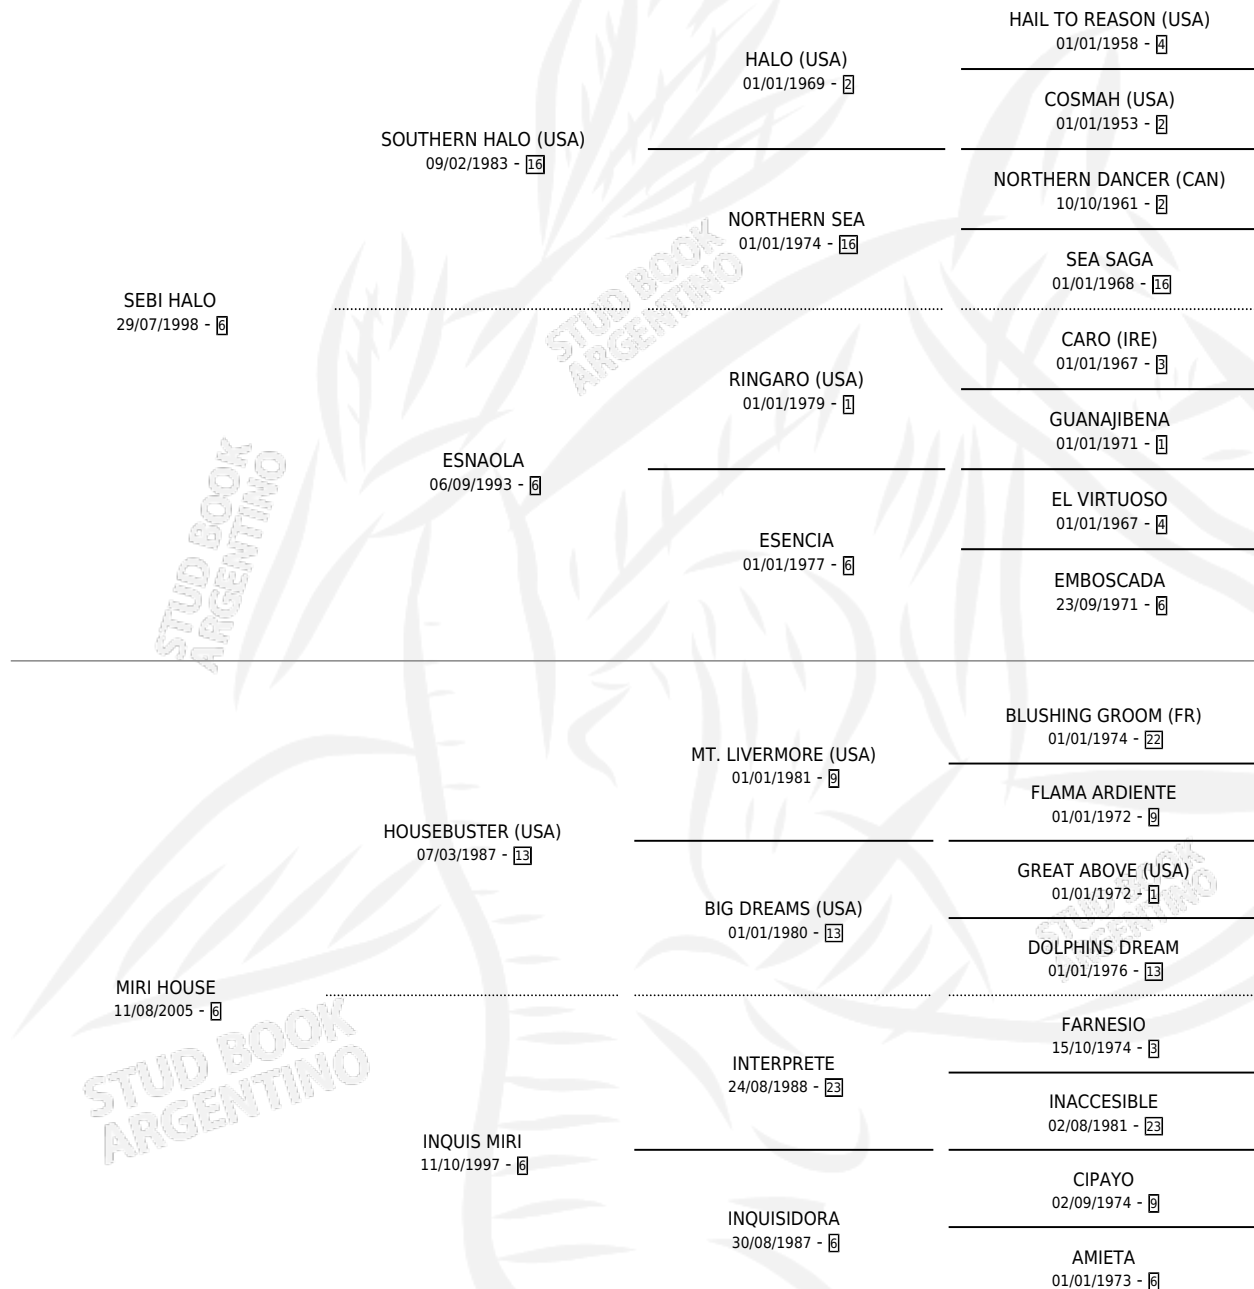 HAIL TO REASON (USA)
01/01/1958 - 4
HALO (USA)
01/01/1969 - 2
COSMAH (USA)
01/01/1953 - 2
SOUTHERN HALO (USA)
09/02/1983 - 16
NORTHERN DANCER (CAN)
10/10/1961 - 2
NORTHERN SEA
01/01/1974 - 16
SEA SAGA
01/01/1968 - 16
SEBI HALO
29/07/1998 - 6
STUD BOOK
ARGENTINO
CARO (IRE)
01/01/1967 - 3
RINGARO (USA)
01/01/1979 - 1
GUANAJIBENA
01/01/1971 - 1
ESNAOLA
06/09/1993 - 6
EL VIRTUOSO
01/01/1967 - 4
ESENCIA
01/01/1977 - 6
EMBOSCADA
23/09/1971 - 6
STUD BOOK
ARGENTINO
BLUSHING GROOM (FR)
01/01/1974 - 22
MT. LIVERMORE (USA)
01/01/1981 - 9
FLAMA ARDIENTE
01/01/1972 - 9
HOUSEBUSTER (USA)
07/03/1987 - 13
GREAT ABOVE (USA)
01/01/1972 - 1
BIG DREAMS (USA)
01/01/1980 - 13
DOLPHINS DREAM
01/01/1976 - 13
STUD BOOK
ARGENTINO
MIRI HOUSE
11/08/2005 - 6
FARNESIO
15/10/1974 - 3
INTERPRETE
24/08/1988 - 23
INACCESIBLE
02/08/1981 - 23
STUD BOOK
ARGENTINO
INQUIS MIRI
11/10/1997 - 6
CIPAYO
02/09/1974 - 9
INQUISIDORA
30/08/1987 - 6
AMIETA
01/01/1973 - 6